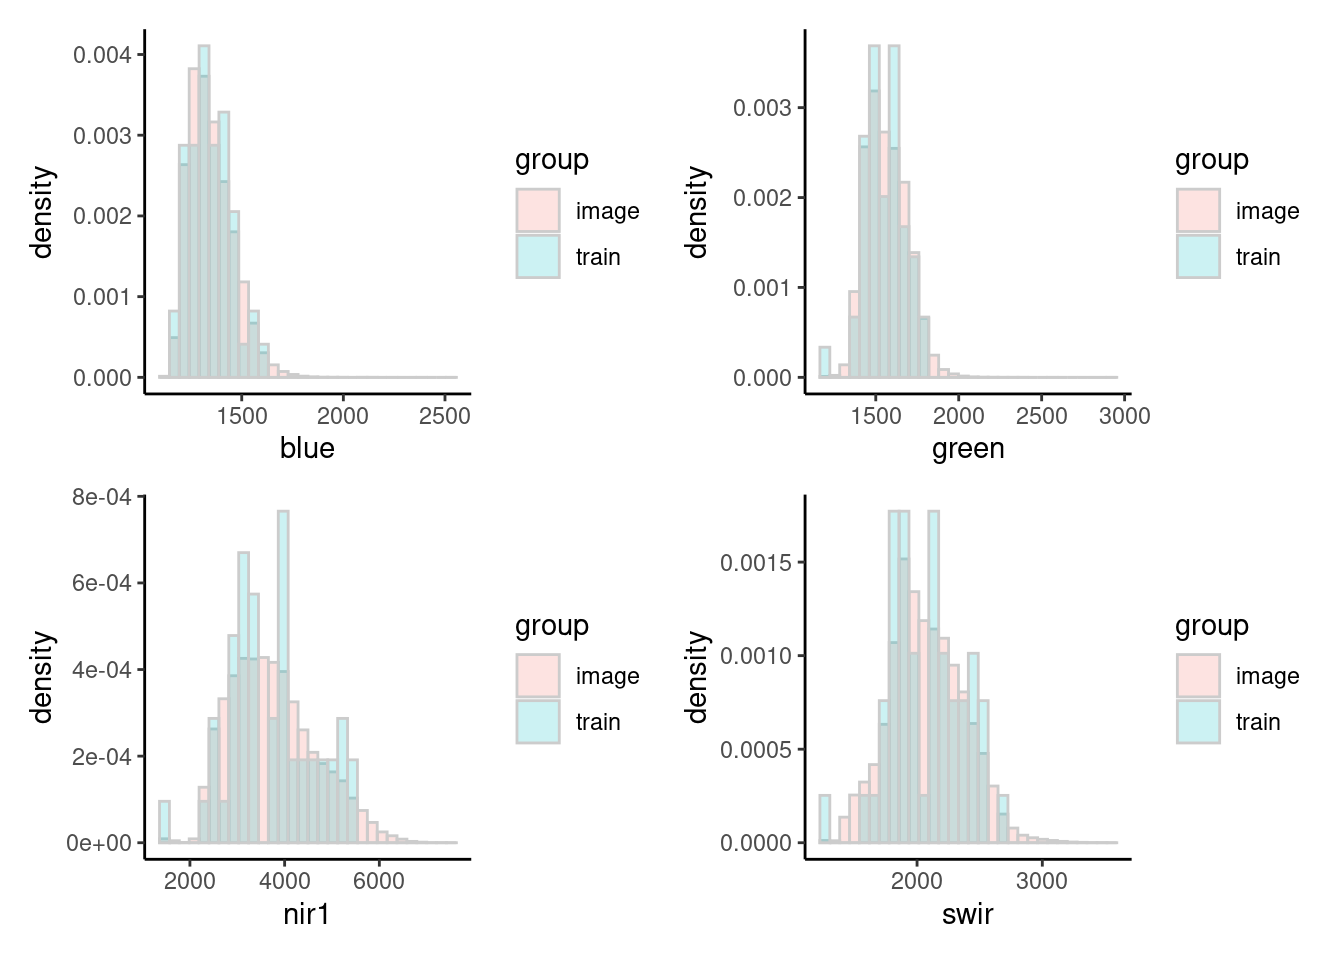 density
0.004
0.003
0.002
0.001
0.000
1500 2000 2500
blue
group
image
train
density
0.003
0.002
0.001
0.000
1500 2000 2500 3000
green
group
image
train
density
8e-04
6e-04
4e-04
2e-04
0e+00
2000 4000 6000
nir1
group
image
train
density
0.0015
0.0010
0.0005
0.0000
2000 3000
swir
group
image
train